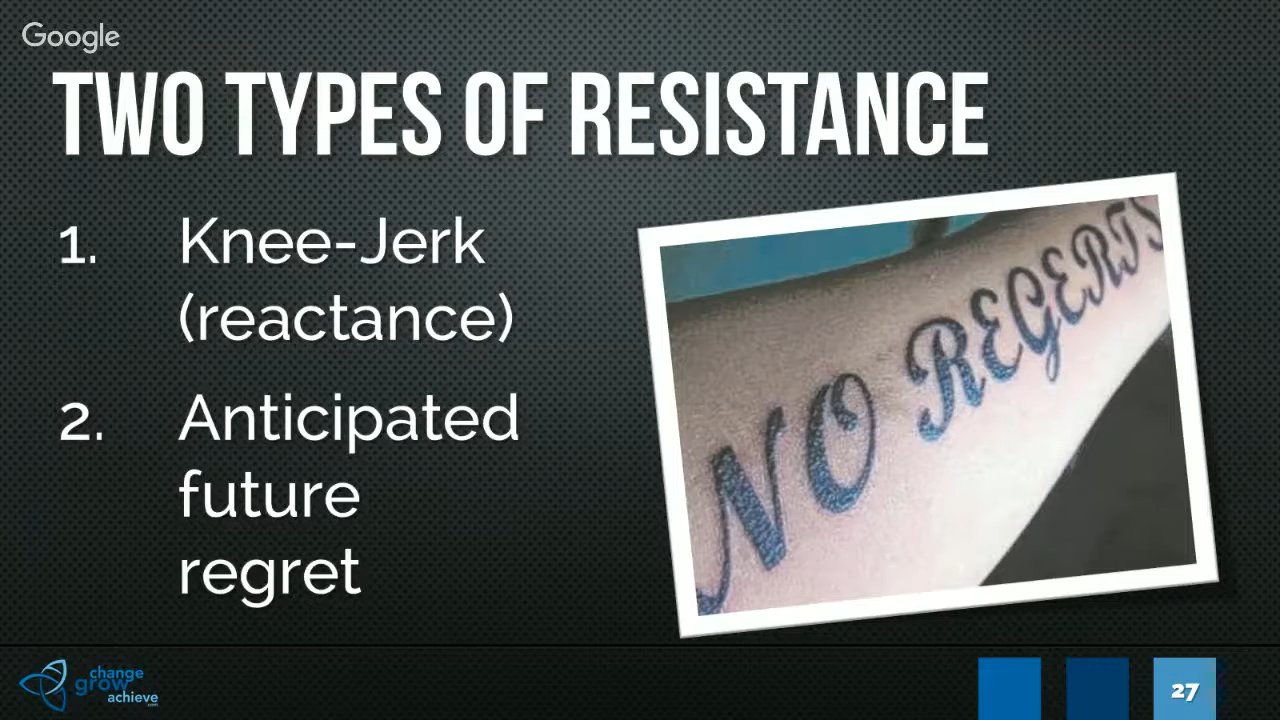 Google
TWO TYPES OF RESISTANCE
1. Knee-Jerk
(reactance)
2. Anticipated
future
regret
NO REGERTS
change
grow
achieve
.com
27